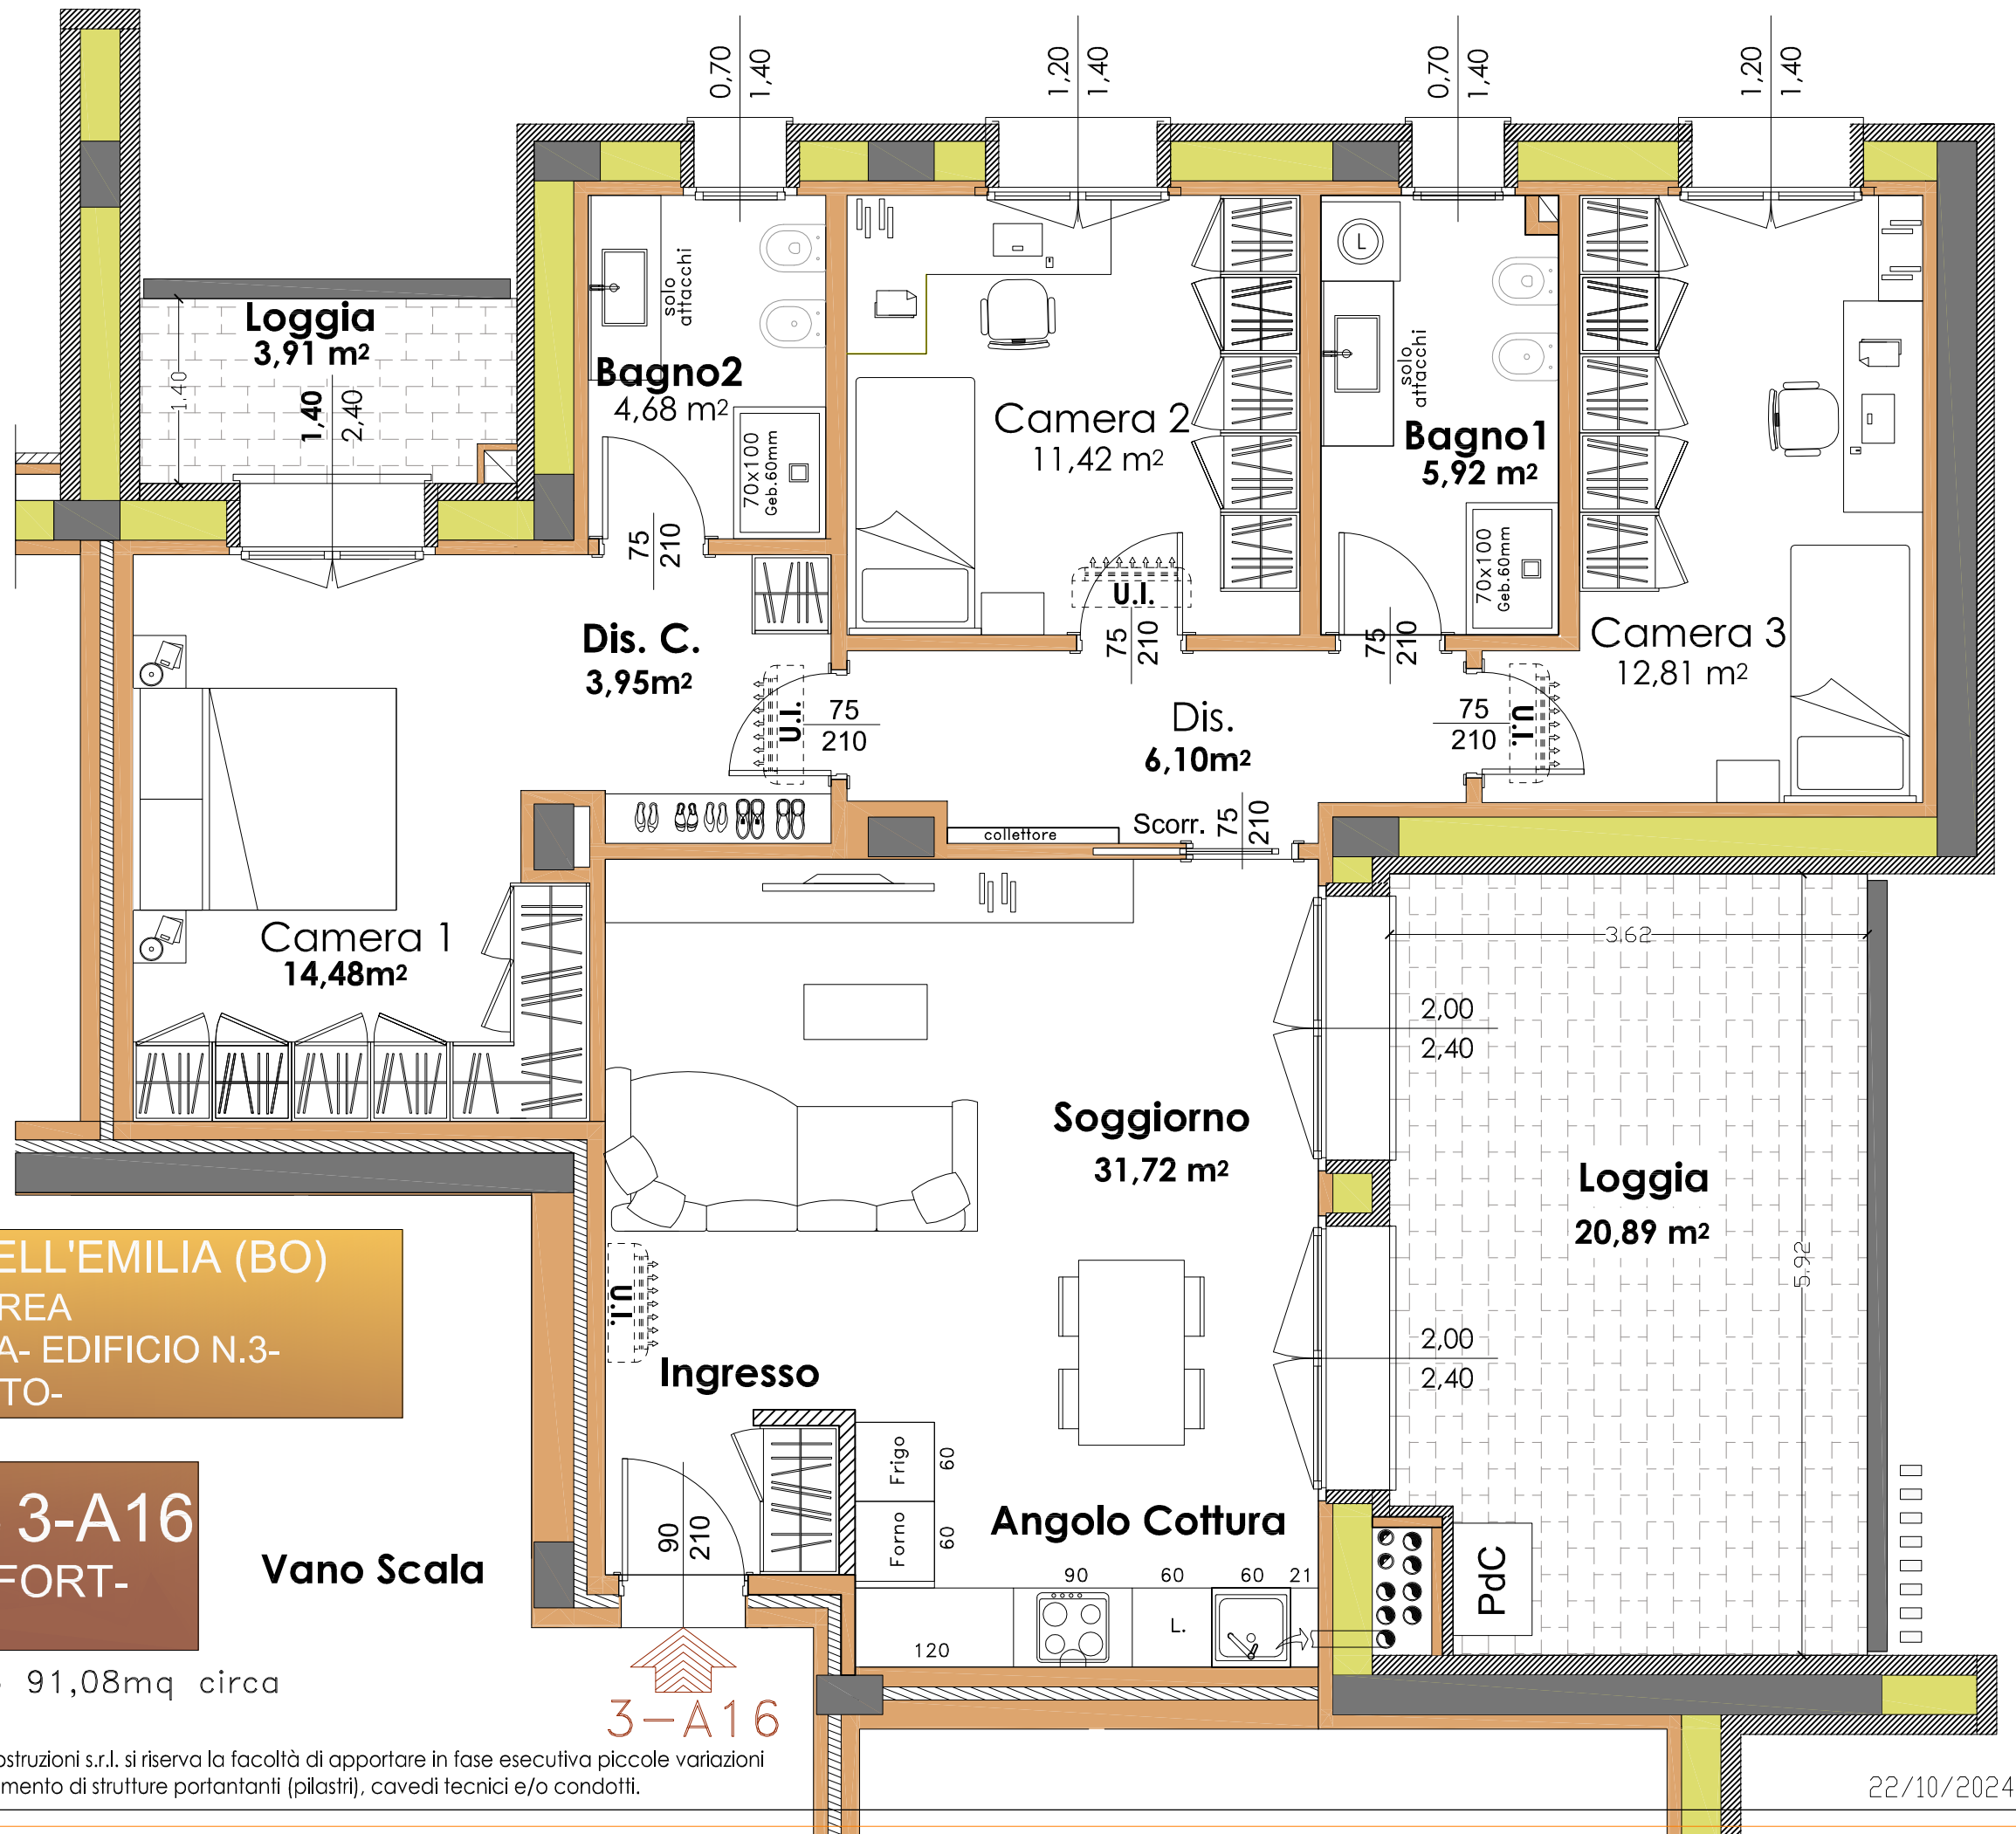 0,70
1,40
1,20
1,40
0,70
1,40
1,20
1,40
Loggia
3,91 m²
1,40
1,40
2,40
Bagno2
4,68 m²
solo
attacchi
70x100
Geb.60mm
75
210
Camera 2
11,42 m²
U.I.
75
210
L
solo
attacchi
Bagno1
5,92 m²
70x100
Geb.60mm
75
210
Camera 3
12,81 m²
Dis. C.
3,95m²
U.I.
75
210
Dis.
6,10m²
75
210
U.I.
collettore
Scorr.
75
210
Camera 1
14,48m²
3.62
2,00
2,40
Soggiorno
31,72 m²
Loggia
20,89 m²
5.92
2,00
2,40
U.I.
Ingresso
ELL'EMILIA (BO)
REA
A- EDIFICIO N.3-
TO-
3-A16
FORT-
Vano Scala
91,08mq circa
90
210
Frigo
60
Forno
60
Angolo Cottura
90
60
60
21
120
L.
PdC
3-A16
ostruzioni s.r.l. si riserva la facoltà di apportare in fase esecutiva piccole variazioni
mento di strutture portantanti (pilastri), cavedi tecnici e/o condotti.
22/10/2024